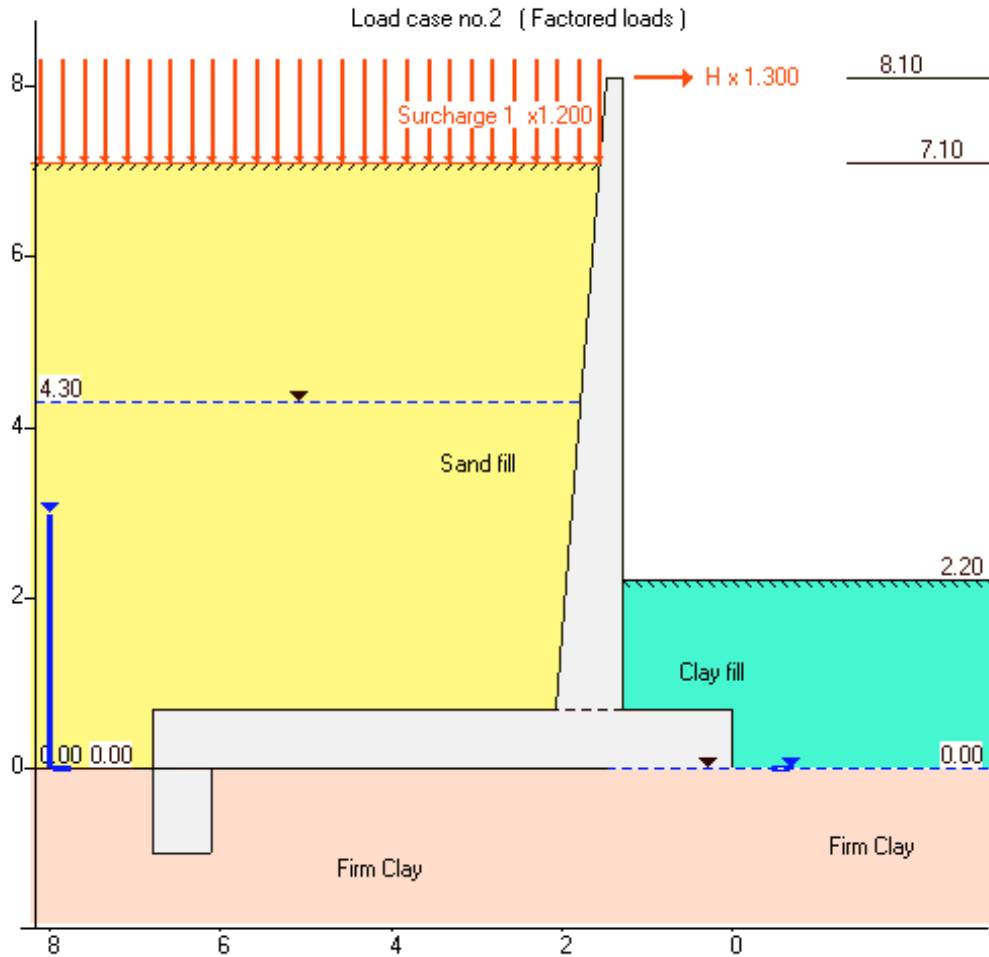 Load case no.2 ( Factored loads )
8
8.10
H x 1.300
Surcharge 1 x1.200
7.10
6
4.30
4
Sand fill
2.20
2
Clay fill
0
0.00 0.00
0.00
Firm Clay
Firm Clay
8 6 4 2 0